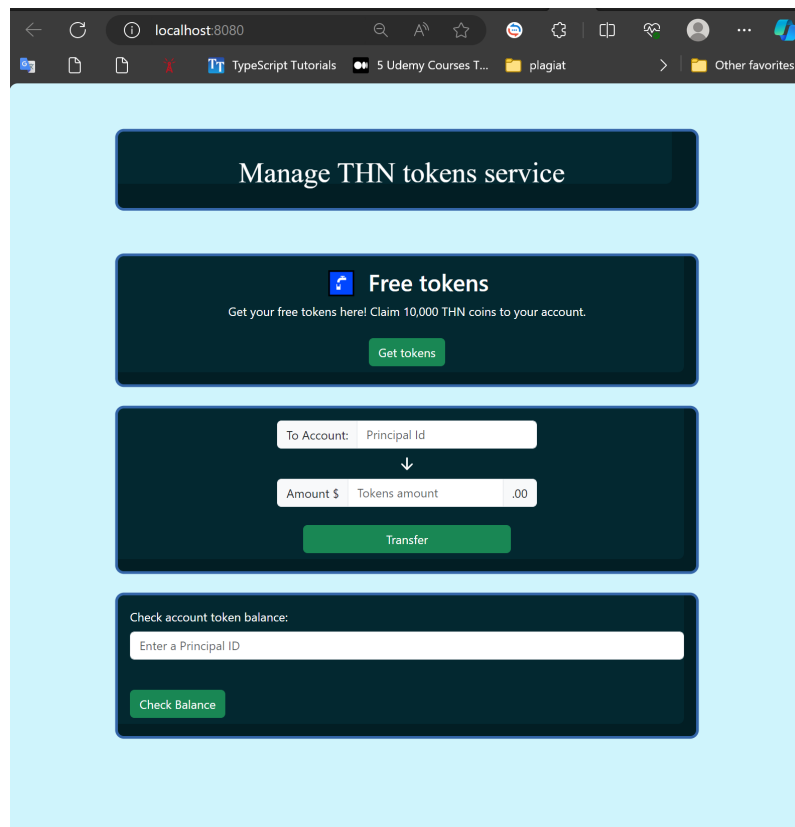 localhost:8080
TypeScript Tutorials
5 Udemy Courses T...
plagiat
Other favorites
Manage THN tokens service
Free tokens
Get your free tokens here! Claim 10,000 THN coins to your account.
Get tokens
To Account: Principal Id
Amount $ Tokens amount .00
Transfer
Check account token balance:
Enter a Principal ID
Check Balance